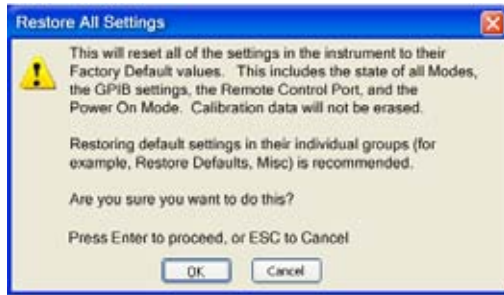 Restore All Settings
This will reset all of the settings in the instrument to their
Factory Default values. This includes the state of all Modes,
the GPIB settings, the Remote Control Port, and the
Power On Mode. Calibration data will not be erased.
Restoring default settings in their individual groups (for
example, Restore Defaults, Misc) is recommended.
Are you sure you want to do this?
Press Enter to proceed, or ESC to Cancel
OK
Cancel